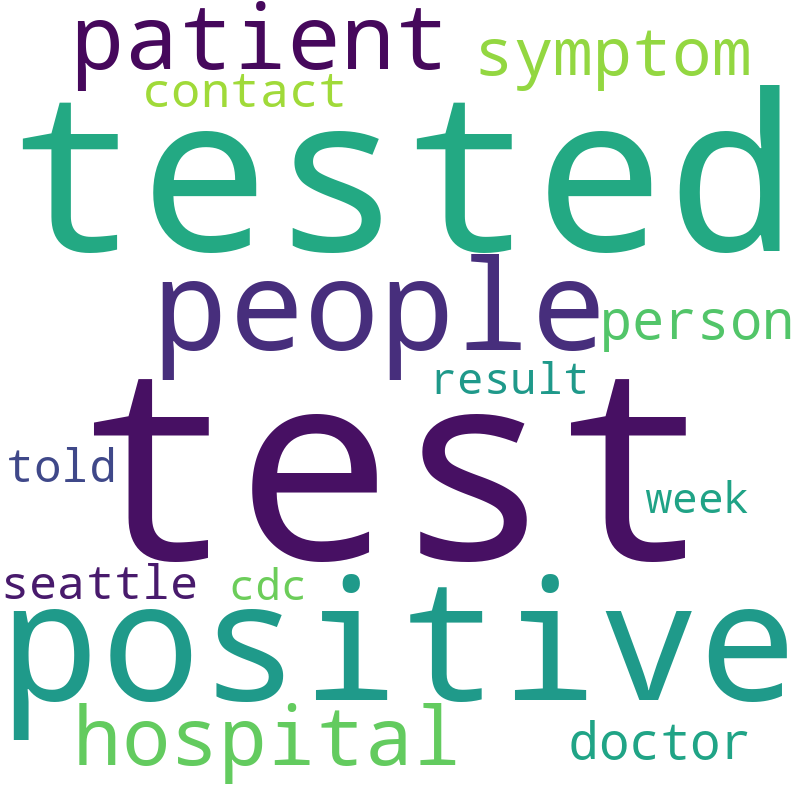 patient
symptom
contact
tested
people
person
result
test
told
week
seattle
cdc
positive
hospital
doctor